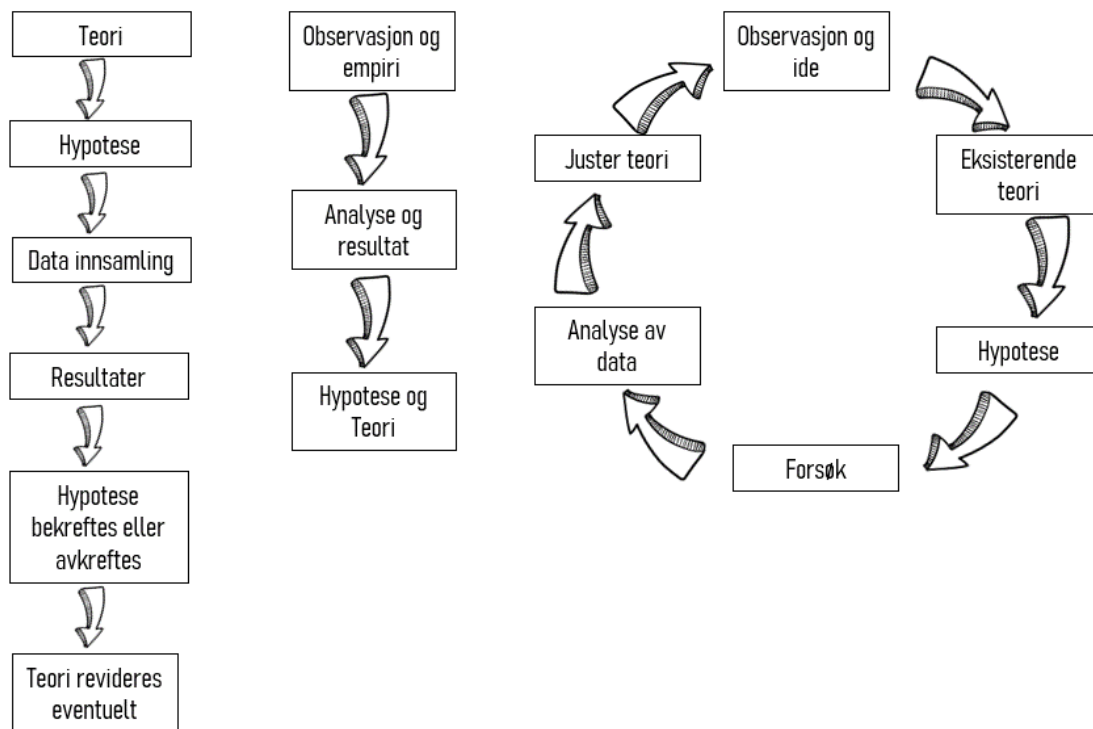 Teori
Hypotese
Data innsamling
Resultater
Hypotese
bekreftes eller
avkreftes
Teori revideres
eventuelt
Observasjon og
empiri
Analyse og
resultat
Hypotese og
Teori
Observasjon og
ide
Eksisterende
teori
Hypotese
Forsøk
Analyse av
data
Juster teori